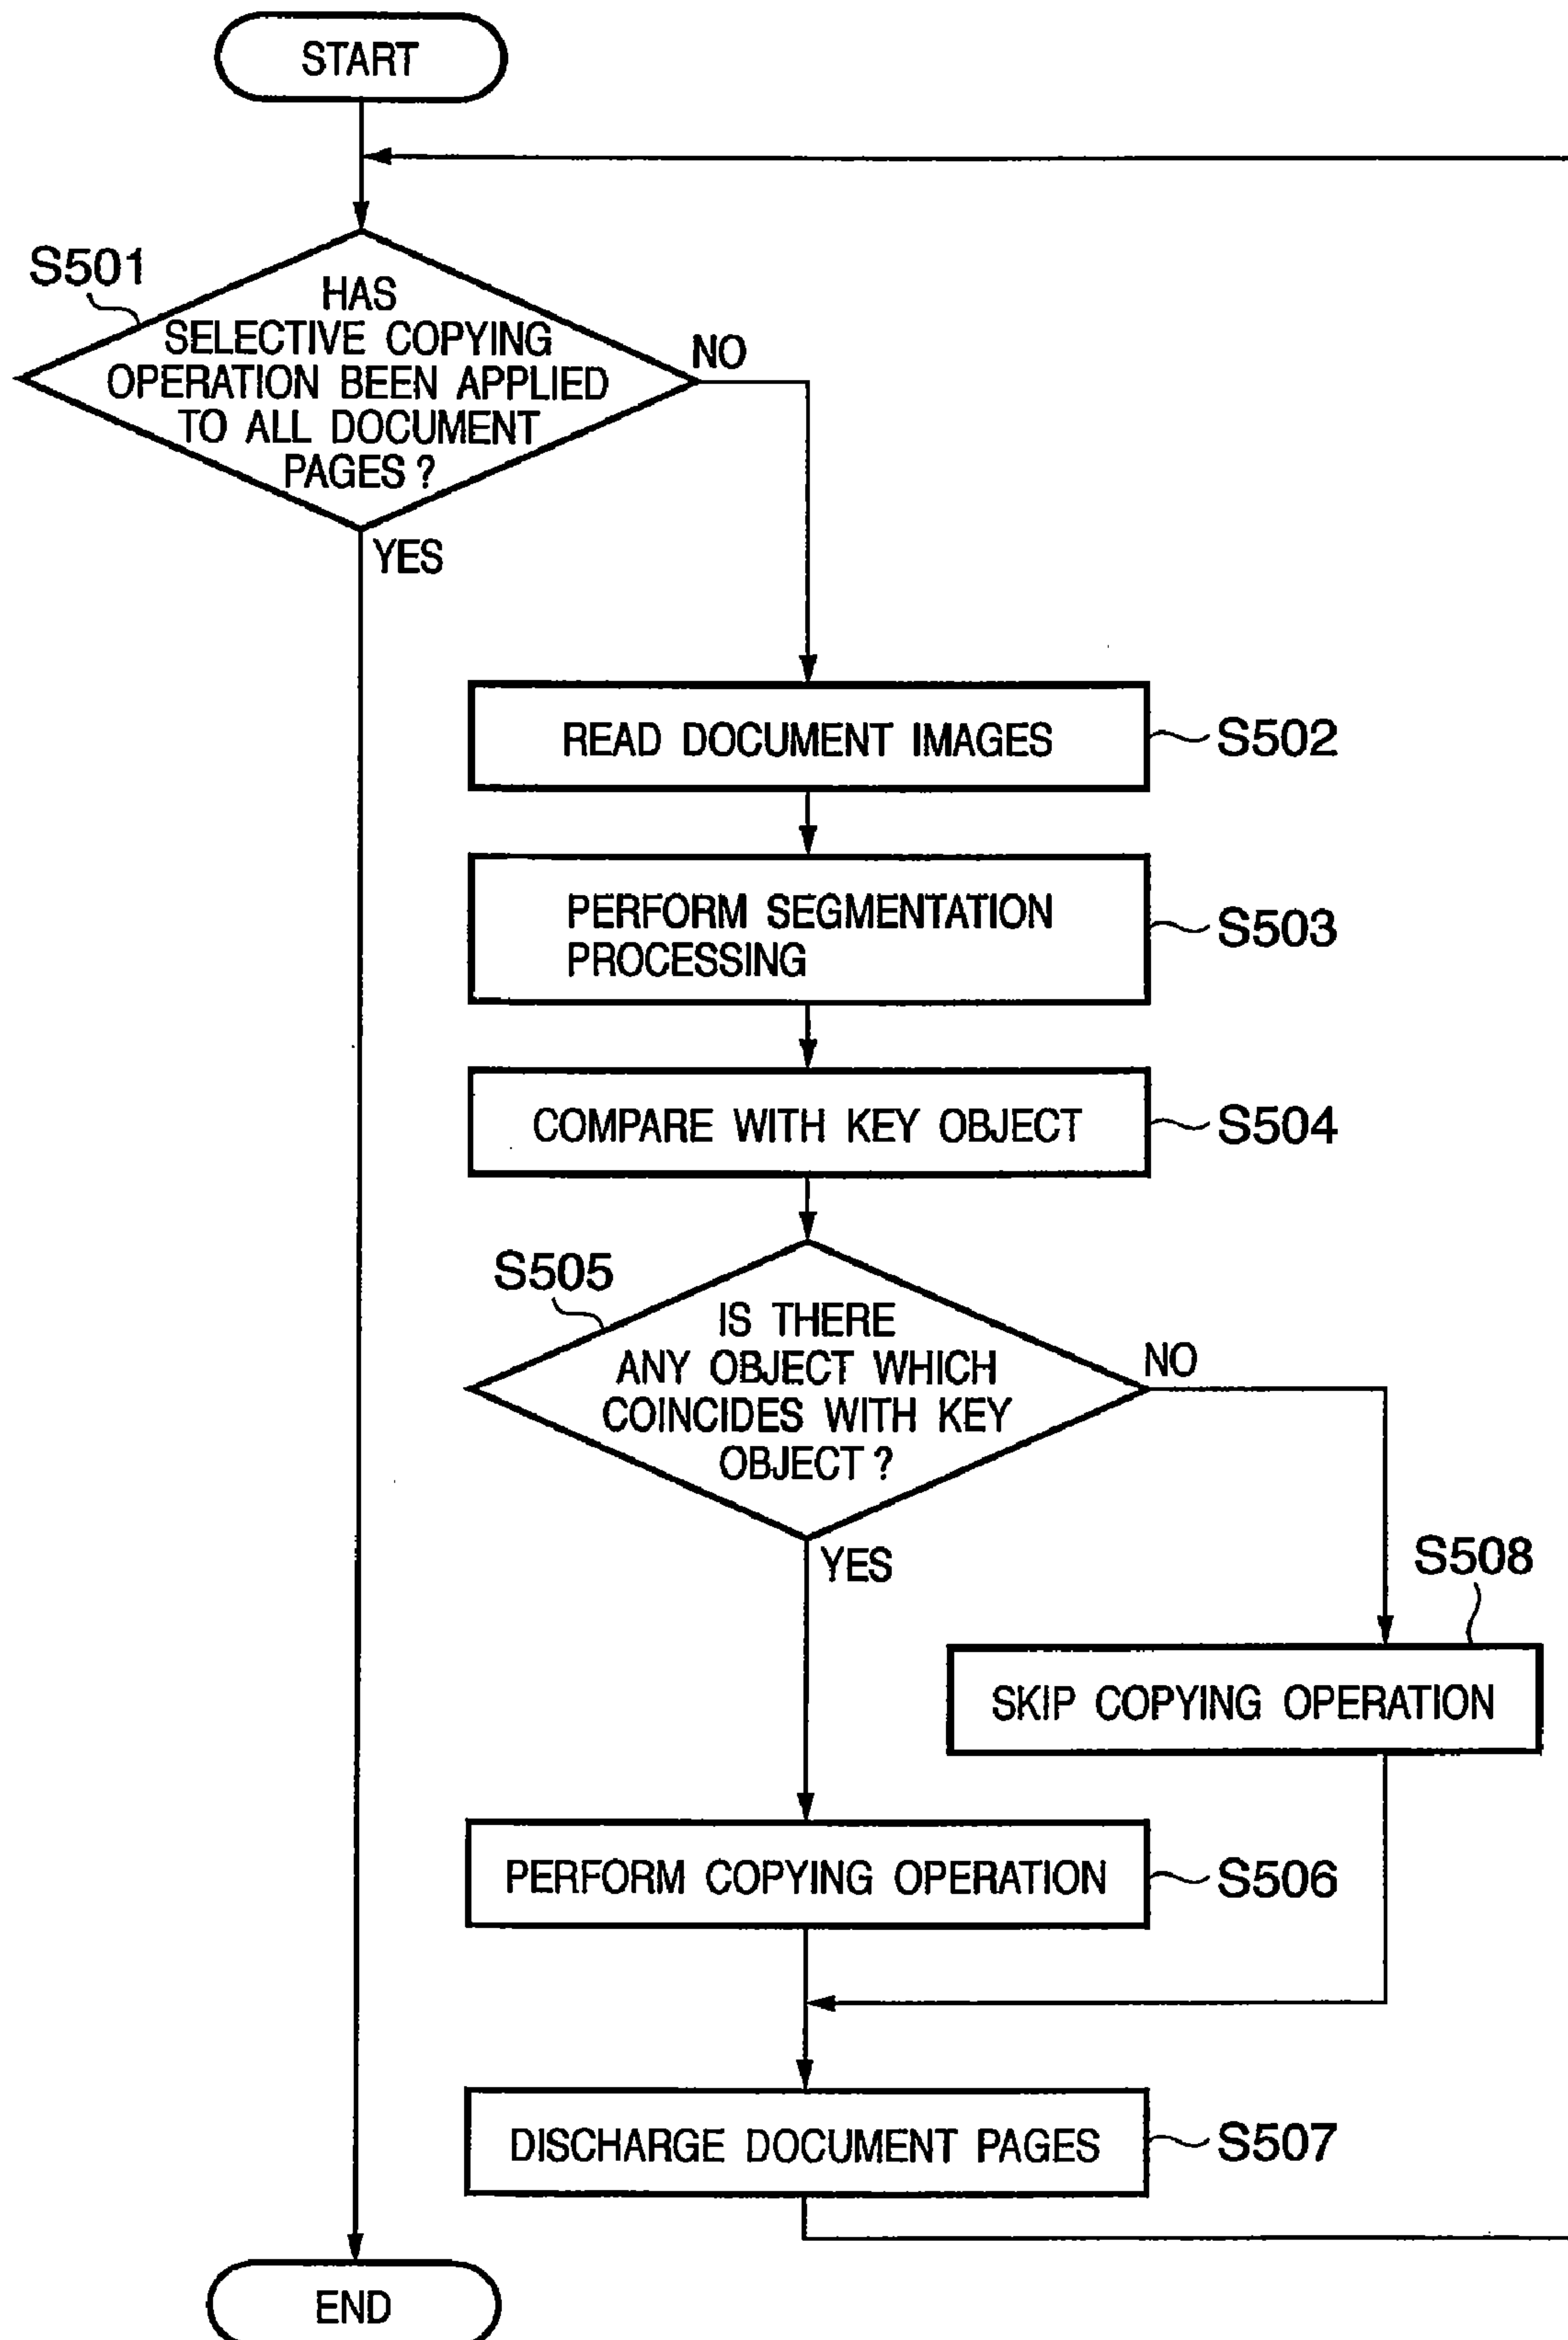 START
S501
HAS
SELECTIVE COPYING
OPERATION BEEN APPLIED
TO ALL DOCUMENT
PAGES ?
NO
YES
READ DOCUMENT IMAGES
S502
PERFORM SEGMENTATION
PROCESSING
S503
COMPARE WITH KEY OBJECT
S504
S505
IS THERE
ANY OBJECT WHICH
COINCIDES WITH KEY
OBJECT ?
NO
YES
S508
SKIP COPYING OPERATION
PERFORM COPYING OPERATION
S506
DISCHARGE DOCUMENT PAGES
S507
END